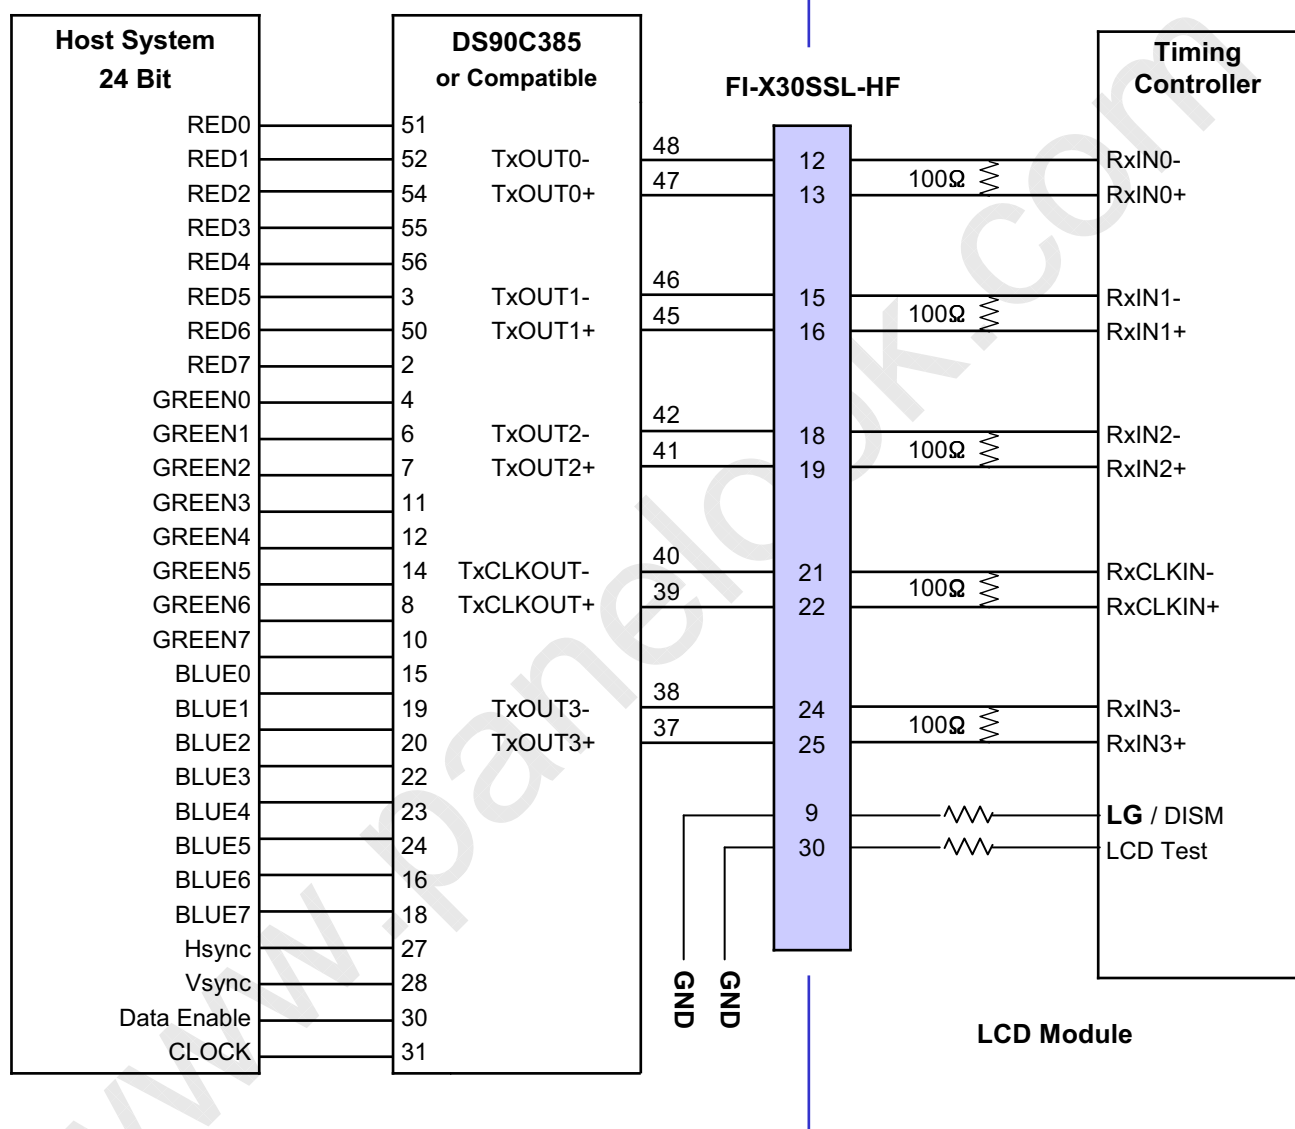 Host System
24 Bit
RED0
RED1
RED2
RED3
RED4
RED5
RED6
RED7
GREEN0
GREEN1
GREEN2
GREEN3
GREEN4
GREEN5
GREEN6
GREEN7
BLUE0
BLUE1
BLUE2
BLUE3
BLUE4
BLUE5
BLUE6
BLUE7
Hsync
Vsync
Data Enable
CLOCK
DS90C385
or Compatible
51
52
54
55
56
3
50
2
4
6
7
11
12
14
8
10
15
19
20
22
23
24
16
18
27
28
30
31
TxOUT0-
TxOUT0+
TxOUT1-
TxOUT1+
TxOUT2-
TxOUT2+
TxCLKOUT-
TxCLKOUT+
TxOUT3-
TxOUT3+
48
47
46
45
42
41
40
39
38
37
GND
GND
FI-X30SSL-HF
12
13
15
16
18
19
21
22
24
25
9
30
100Ω
100Ω
100Ω
100Ω
100Ω
Timing
Controller
RxIN0-
RxIN0+
RxIN1-
RxIN1+
RxIN2-
RxIN2+
RxCLKIN-
RxCLKIN+
RxIN3-
RxIN3+
LG / DISM
LCD Test
LCD Module
www.panelook.com